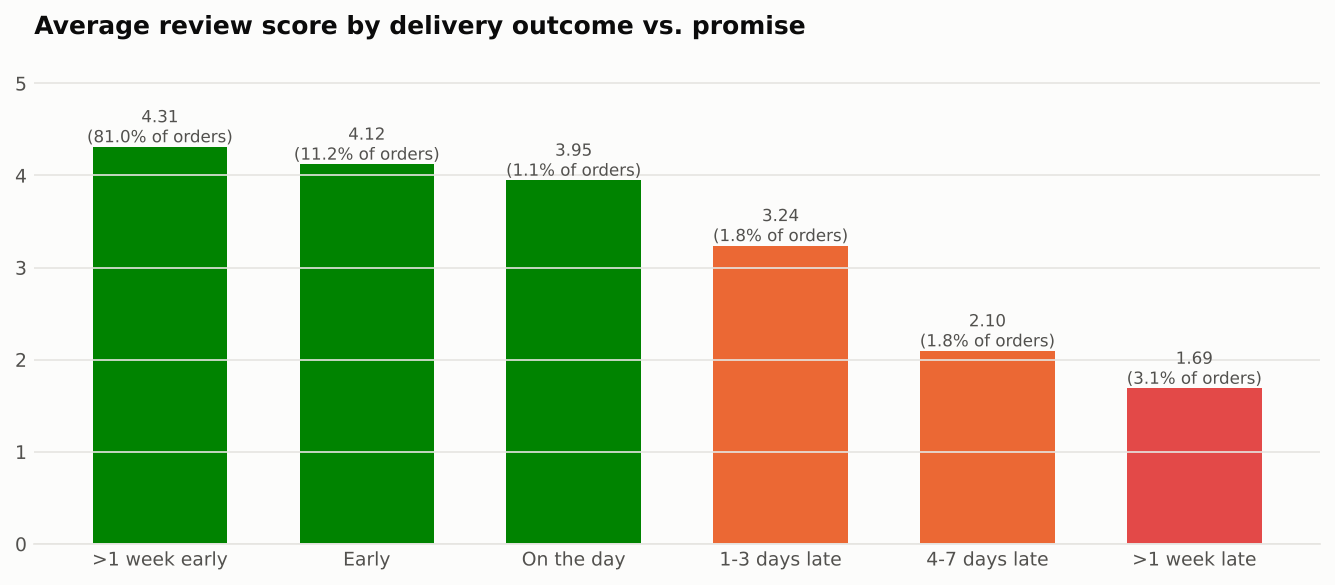 Average review score by delivery outcome vs. promise
5
4
3
2
1
0
4.31
(81.0% of orders)
4.12
(11.2% of orders)
3.95
(1.1% of orders)
3.24
(1.8% of orders)
2.10
(1.8% of orders)
1.69
(3.1% of orders)
>1 week early
Early
On the day
1-3 days late
4-7 days late
>1 week late